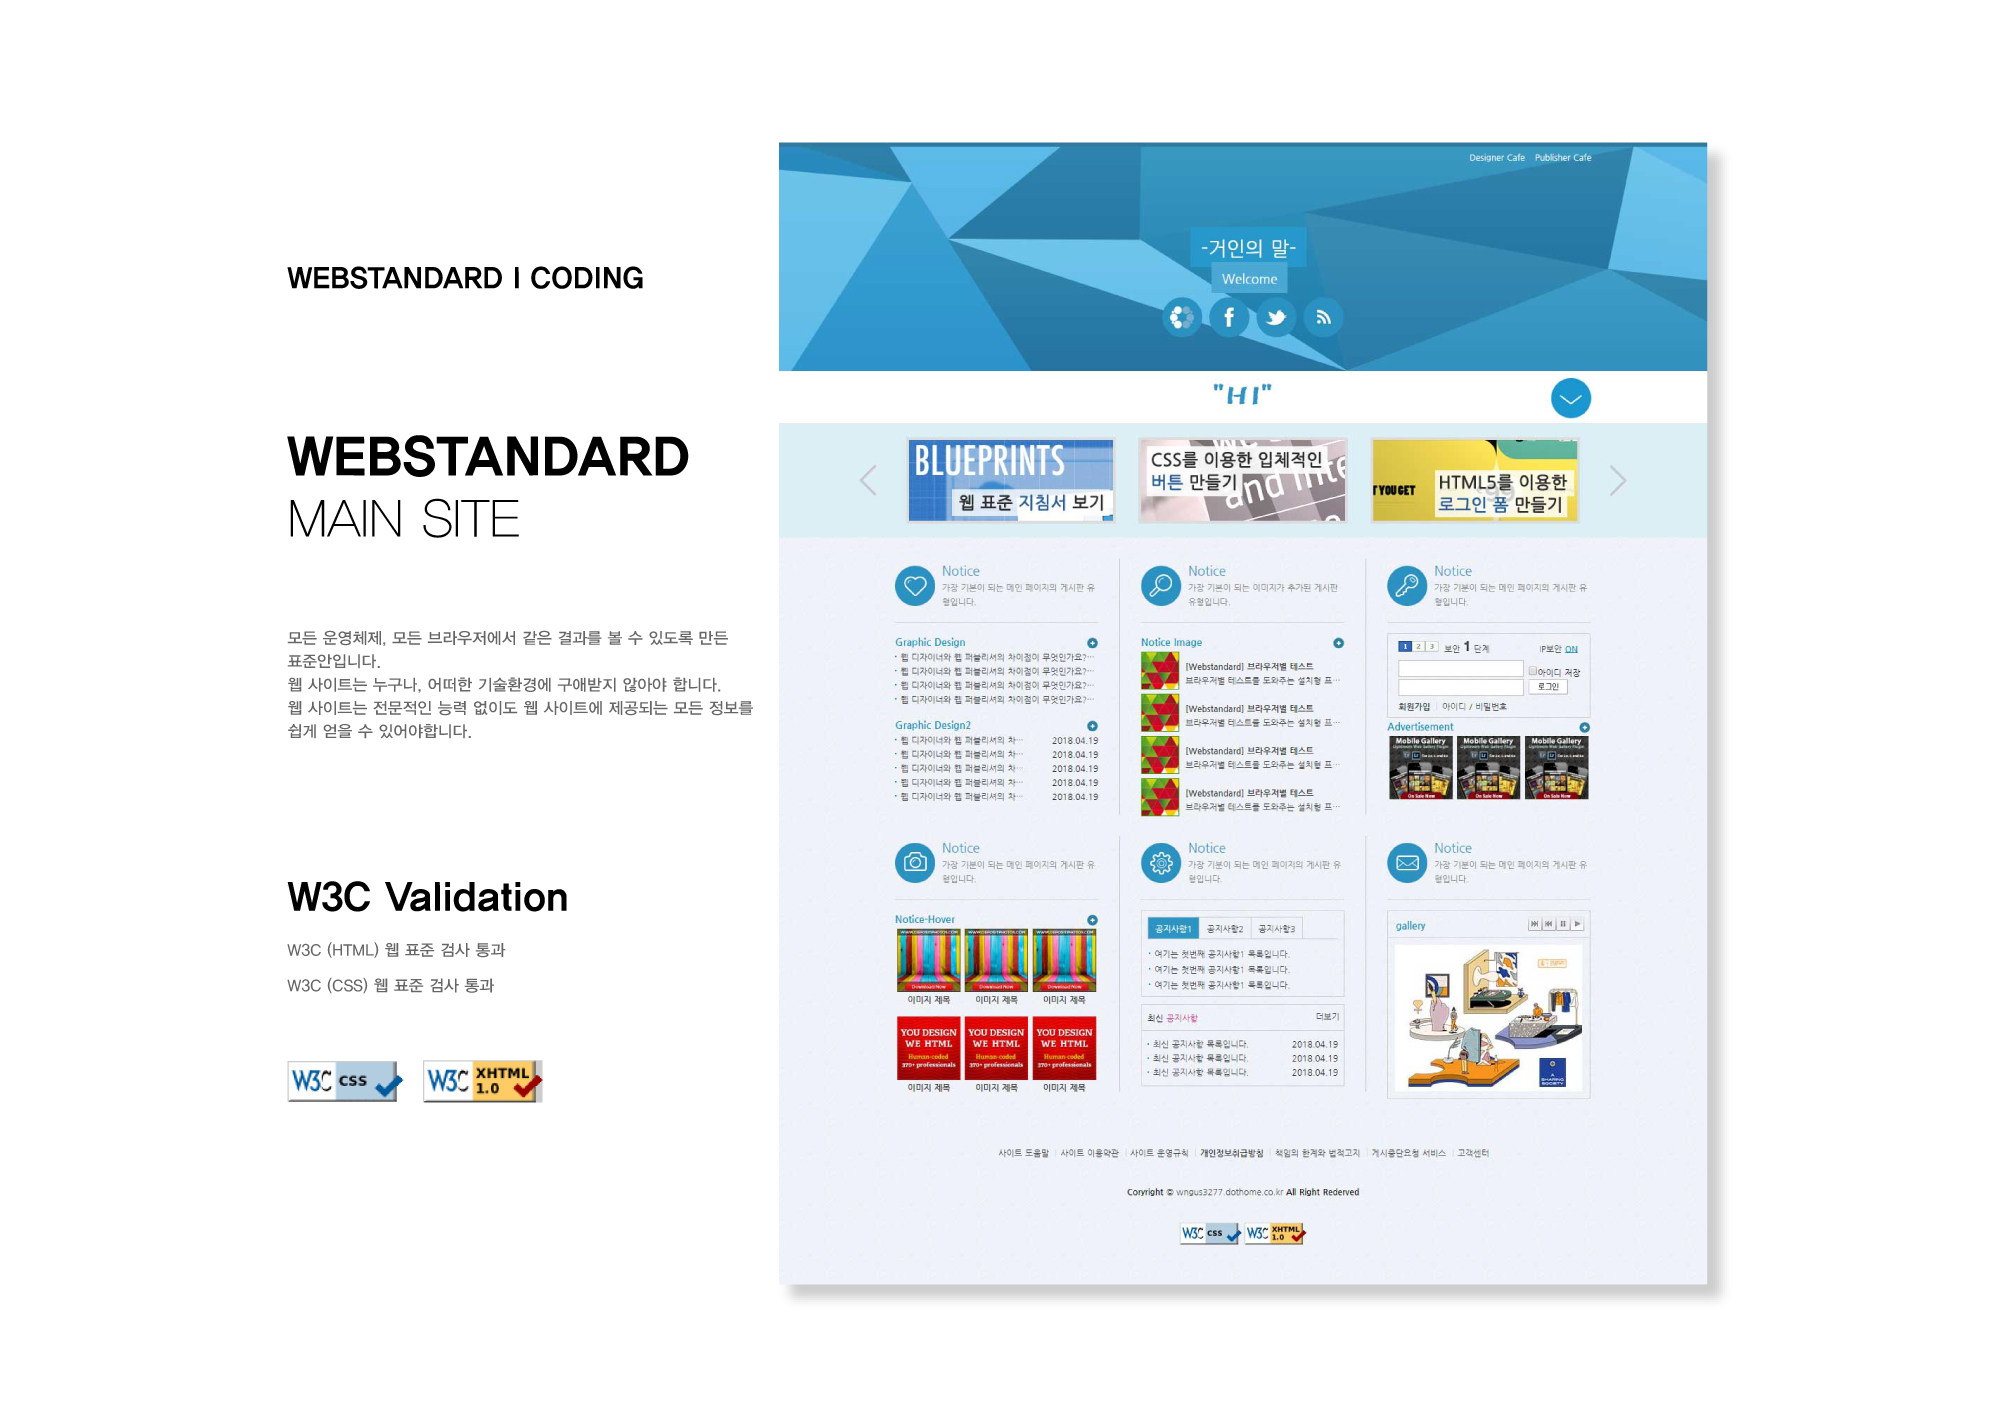 WEBSTANDARD I CODING
WEBSTANDARD
MAIN SITE
모든 운영체제, 모든 브라우저에서 같은 결과를 볼 수 있도록 만든
표준안입니다.
웹 사이트는 누구나, 어떠한 기술환경에 구애받지 않아야 합니다.
웹 사이트는 전문적인 능력 없이도 웹 사이트에 제공되는 모든 정보를
쉽게 얻을 수 있어야합니다.
W3C Validation
W3C (HTML) 웹 표준 검사 통과
W3C (CSS) 웹 표준 검사 통과
W3C css
W3C XHTML 1.0
Designer Cafe Publisher Cafe
-거인의 말-
Welcome
"HI"
BLUEPRINTS
웹 표준 지침서 보기
CSS를 이용한 입체적인
버튼 만들기
and inte
T YOU GET
HTML5를 이용한
로그인 폼 만들기
Notice
가장 기본이 되는 메인 페이지의 게시판 유
형입니다.
Graphic Design
· 웹 디자이너와 웹 퍼블리셔의 차이점이 무엇인가요?···
· 웹 디자이너와 웹 퍼블리셔의 차이점이 무엇인가요?···
· 웹 디자이너와 웹 퍼블리셔의 차이점이 무엇인가요?···
· 웹 디자이너와 웹 퍼블리셔의 차이점이 무엇인가요?···
Graphic Design2
· 웹 디자이너와 웹 퍼블리셔의 차··· 2018.04.19
· 웹 디자이너와 웹 퍼블리셔의 차··· 2018.04.19
· 웹 디자이너와 웹 퍼블리셔의 차··· 2018.04.19
· 웹 디자이너와 웹 퍼블리셔의 차··· 2018.04.19
· 웹 디자이너와 웹 퍼블리셔의 차··· 2018.04.19
Notice
가장 기본이 되는 이미지가 추가된 게시판
유형입니다.
Notice Image
[Webstandard] 브라우저별 테스트
브라우저별 테스트를 도와주는 설치형 프···
[Webstandard] 브라우저별 테스트
브라우저별 테스트를 도와주는 설치형 프···
[Webstandard] 브라우저별 테스트
브라우저별 테스트를 도와주는 설치형 프···
[Webstandard] 브라우저별 테스트
브라우저별 테스트를 도와주는 설치형 프···
Notice
가장 기본이 되는 메인 페이지의 게시판 유
형입니다.
1 2 3 보안 1 단계 IP보안 ON
아이디 저장
로그인
회원가입 아이디 / 비밀번호
Advertisement
Mobile Gallery Mobile Gallery Mobile Gallery
On Sale Now On Sale Now On Sale Now
Notice
가장 기본이 되는 메인 페이지의 게시판 유
형입니다.
Notice-Hover
Download Now Download Now Download Now
이미지 제목 이미지 제목 이미지 제목
YOU DESIGN YOU DESIGN YOU DESIGN
WE HTML WE HTML WE HTML
Human-coded Human-coded Human-coded
370+ professionals 370+ professionals 370+ professionals
이미지 제목 이미지 제목 이미지 제목
Notice
가장 기본이 되는 메인 페이지의 게시판 유
형입니다.
공지사항1 공지사항2 공지사항3
· 여기는 첫번째 공지사항1 목록입니다.
· 여기는 첫번째 공지사항1 목록입니다.
· 여기는 첫번째 공지사항1 목록입니다.
최신 공지사항 더보기
· 최신 공지사항 목록입니다. 2018.04.19
· 최신 공지사항 목록입니다. 2018.04.19
· 최신 공지사항 목록입니다. 2018.04.19
Notice
가장 기본이 되는 메인 페이지의 게시판 유
형입니다.
gallery
A
SHARING
SOCIETY
사이트 도움말 사이트 이용약관 사이트 운영규칙 개인정보취급방침 책임의 한계와 법적고지 게시중단요청 서비스 고객센터
Coryright © wngus3277.dothome.co.kr All Right Rederved
W3C css W3C XHTML 1.0